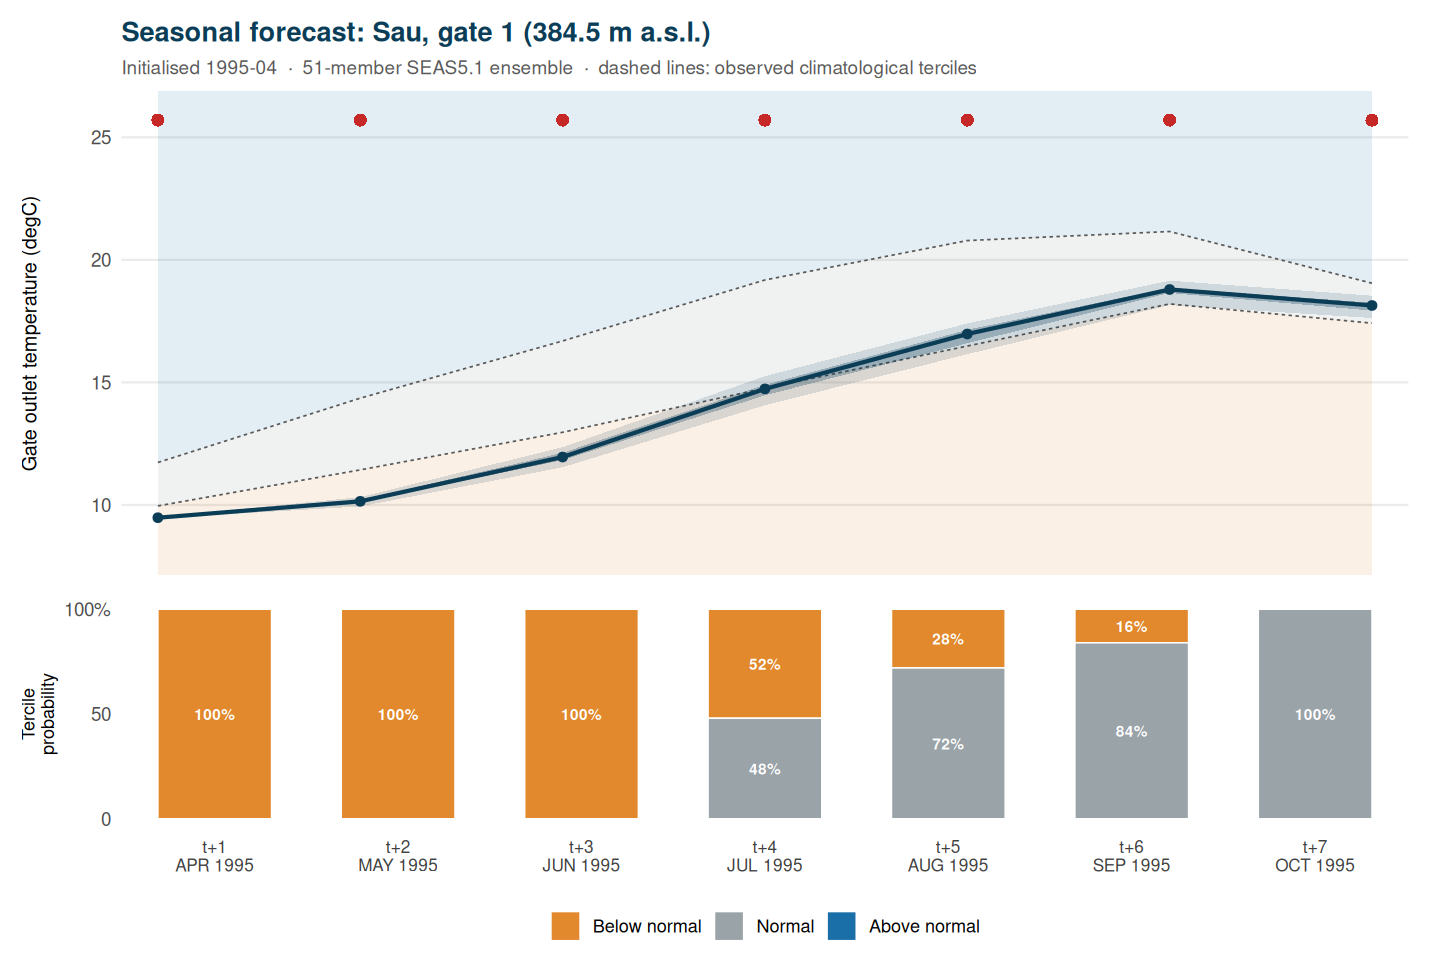 Seasonal forecast: Sau, gate 1 (384.5 m a.s.l.)
Initialised 1995-04 · 51-member SEAS5.1 ensemble · dashed lines: observed climatological terciles
Gate outlet temperature (degC)
25
20
15
10
Tercile
probability
100%
50
0
100%
100%
100%
52%
48%
28%
72%
16%
84%
100%
t+1
APR 1995
t+2
MAY 1995
t+3
JUN 1995
t+4
JUL 1995
t+5
AUG 1995
t+6
SEP 1995
t+7
OCT 1995
Below normal
Normal
Above normal